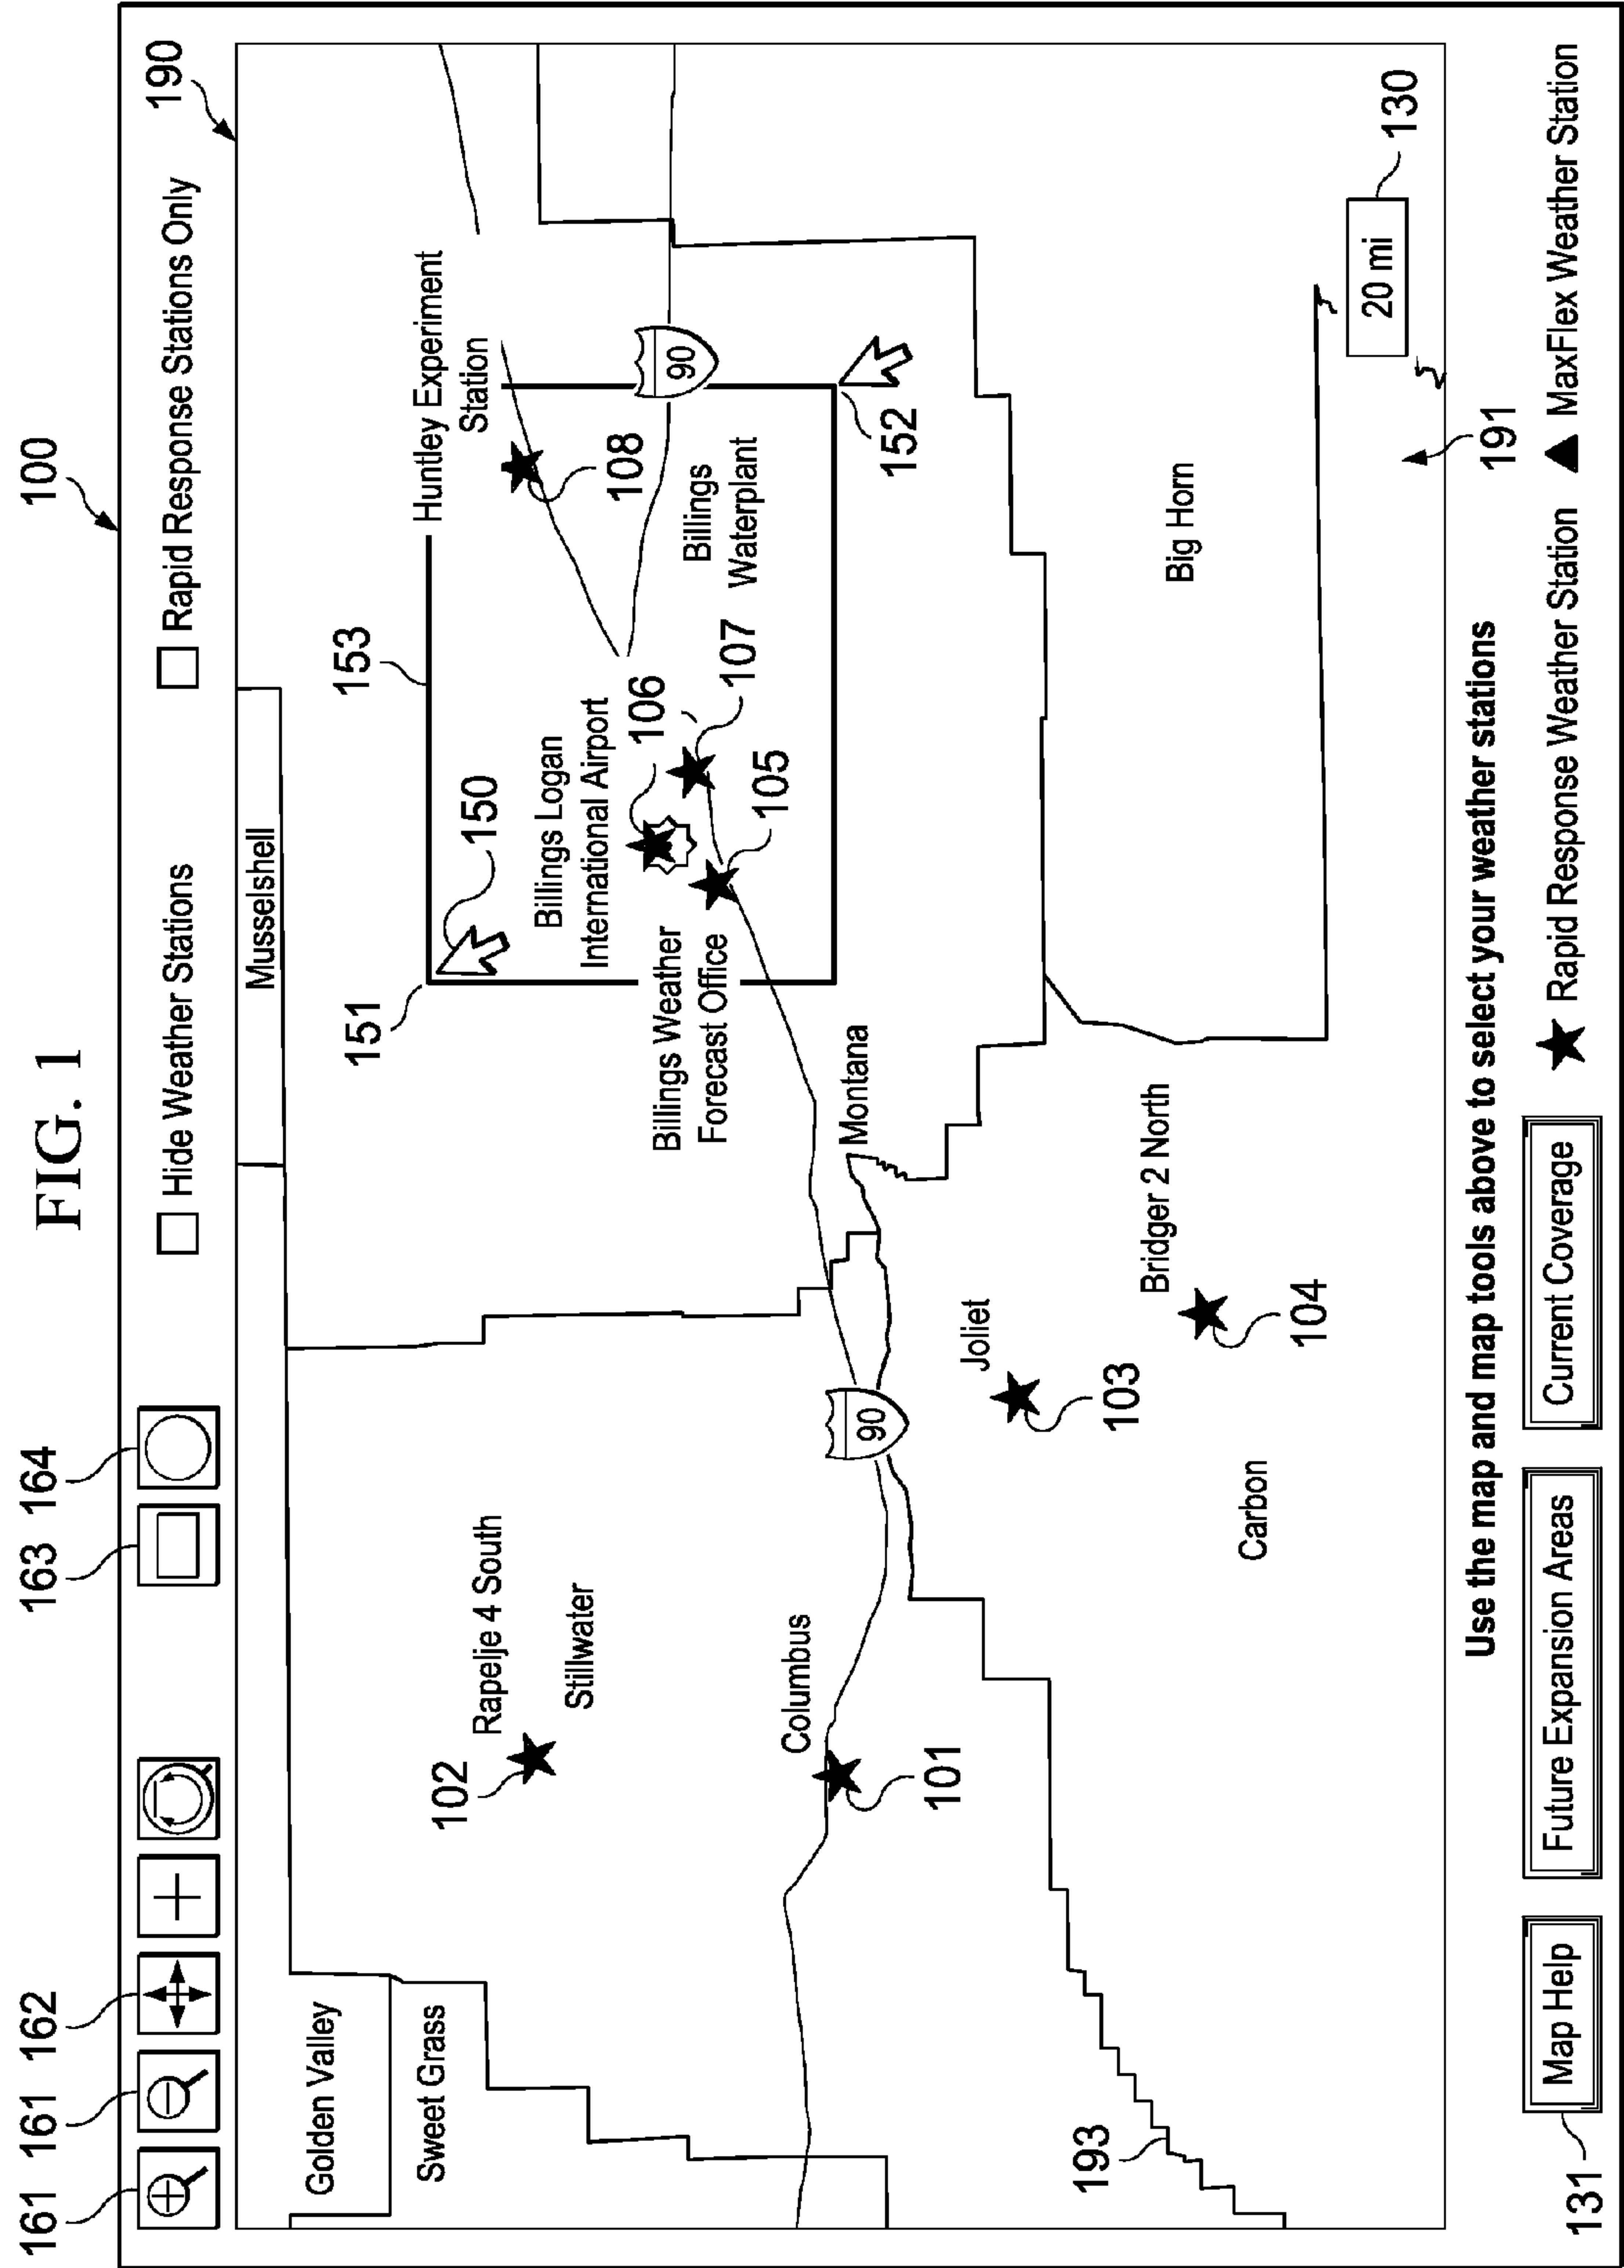 FIG. 1
100
161
161
162
163
164
190
Hide Weather Stations
Rapid Response Stations Only
Musselshell
Golden Valley
Sweet Grass
151
150
153
Huntley Experiment
Station
102
Rapelje 4 South
Stillwater
Billings Logan
International Airport
106
108
Billings Weather
Forecast Office
107
105
Billings
Waterplant
90
152
Columbus
101
Montana
90
Joliet
103
Bridger 2 North
104
Carbon
Big Horn
193
20 mi
130
191
Use the map and map tools above to select your weather stations
131
Map Help
Future Expansion Areas
Current Coverage
Rapid Response Weather Station
MaxFlex Weather Station